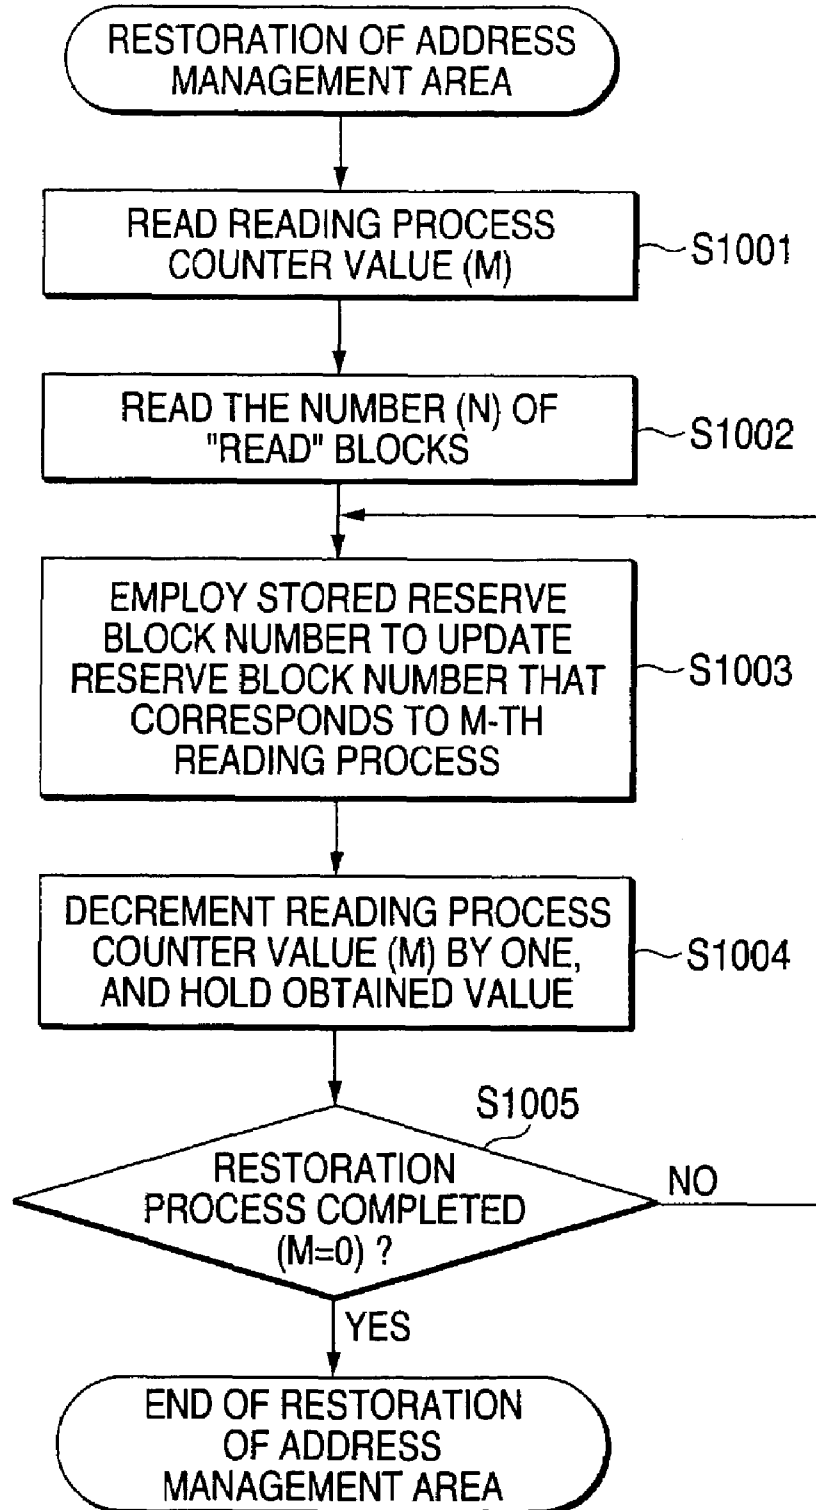 RESTORATION OF ADDRESS
MANAGEMENT AREA
READ READING PROCESS
COUNTER VALUE (M)
S1001
READ THE NUMBER (N) OF
"READ" BLOCKS
S1002
EMPLOY STORED RESERVE
BLOCK NUMBER TO UPDATE
RESERVE BLOCK NUMBER THAT
CORRESPONDS TO M-TH
READING PROCESS
S1003
DECREMENT READING PROCESS
COUNTER VALUE (M) BY ONE,
AND HOLD OBTAINED VALUE
S1004
S1005
RESTORATION
PROCESS COMPLETED
(M=0) ?
NO
YES
END OF RESTORATION
OF ADDRESS
MANAGEMENT AREA